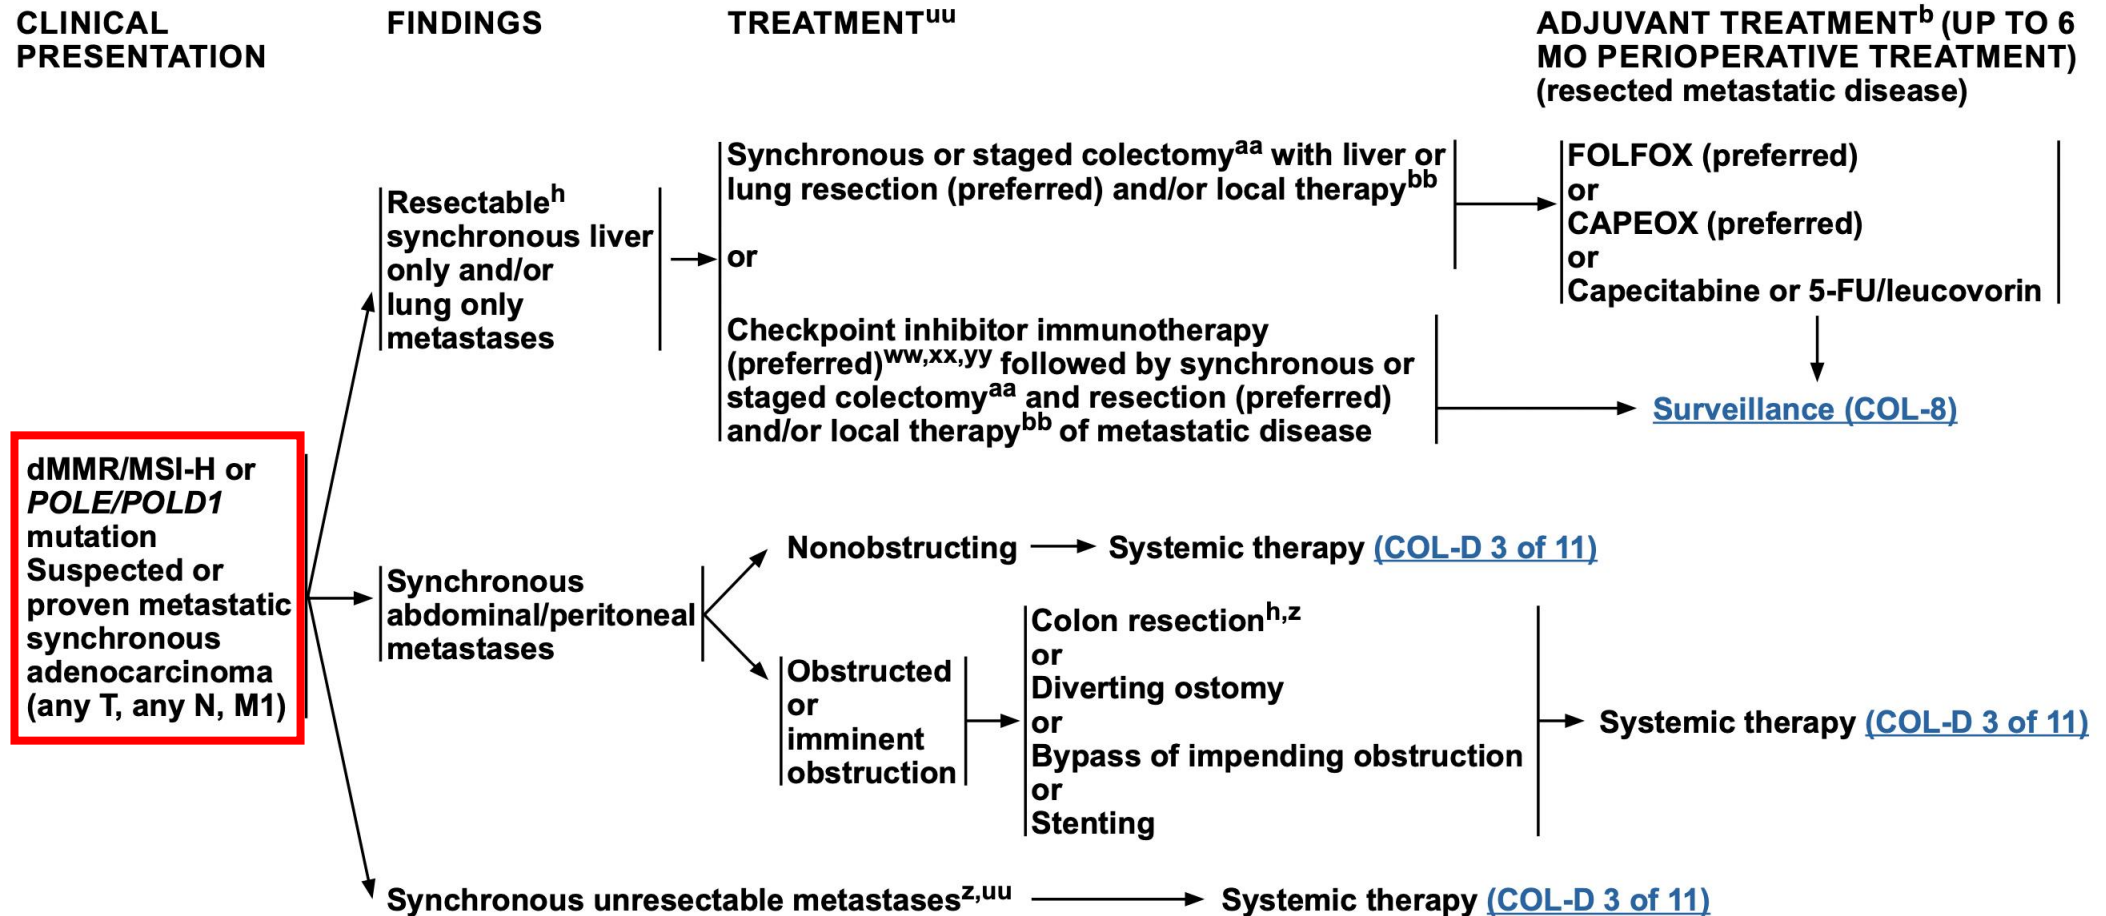 CLINICAL
PRESENTATION
FINDINGS
TREATMENTuu
ADJUVANT TREATMENTb (UP TO 6
MO PERIOPERATIVE TREATMENT)
(resected metastatic disease)
dMMR/MSI-H or
POLE/POLD1
mutation
Suspected or
proven metastatic
synchronous
adenocarcinoma
(any T, any N, M1)
Resectableh
synchronous liver
only and/or
lung only
metastases
Synchronous or staged colectomyaa with liver or
lung resection (preferred) and/or local therapybb
or
Checkpoint inhibitor immunotherapy
(preferred)ww,xx,yy followed by synchronous or
staged colectomyaa and resection (preferred)
and/or local therapybb of metastatic disease
FOLFOX (preferred)
or
CAPEOX (preferred)
or
Capecitabine or 5-FU/leucovorin
Surveillance (COL-8)
Synchronous
abdominal/peritoneal
metastases
Nonobstructing
Systemic therapy (COL-D 3 of 11)
Obstructed
or
imminent
obstruction
Colon resectionh,z
or
Diverting ostomy
or
Bypass of impending obstruction
or
Stenting
Systemic therapy (COL-D 3 of 11)
Synchronous unresectable metastasesz,uu
Systemic therapy (COL-D 3 of 11)